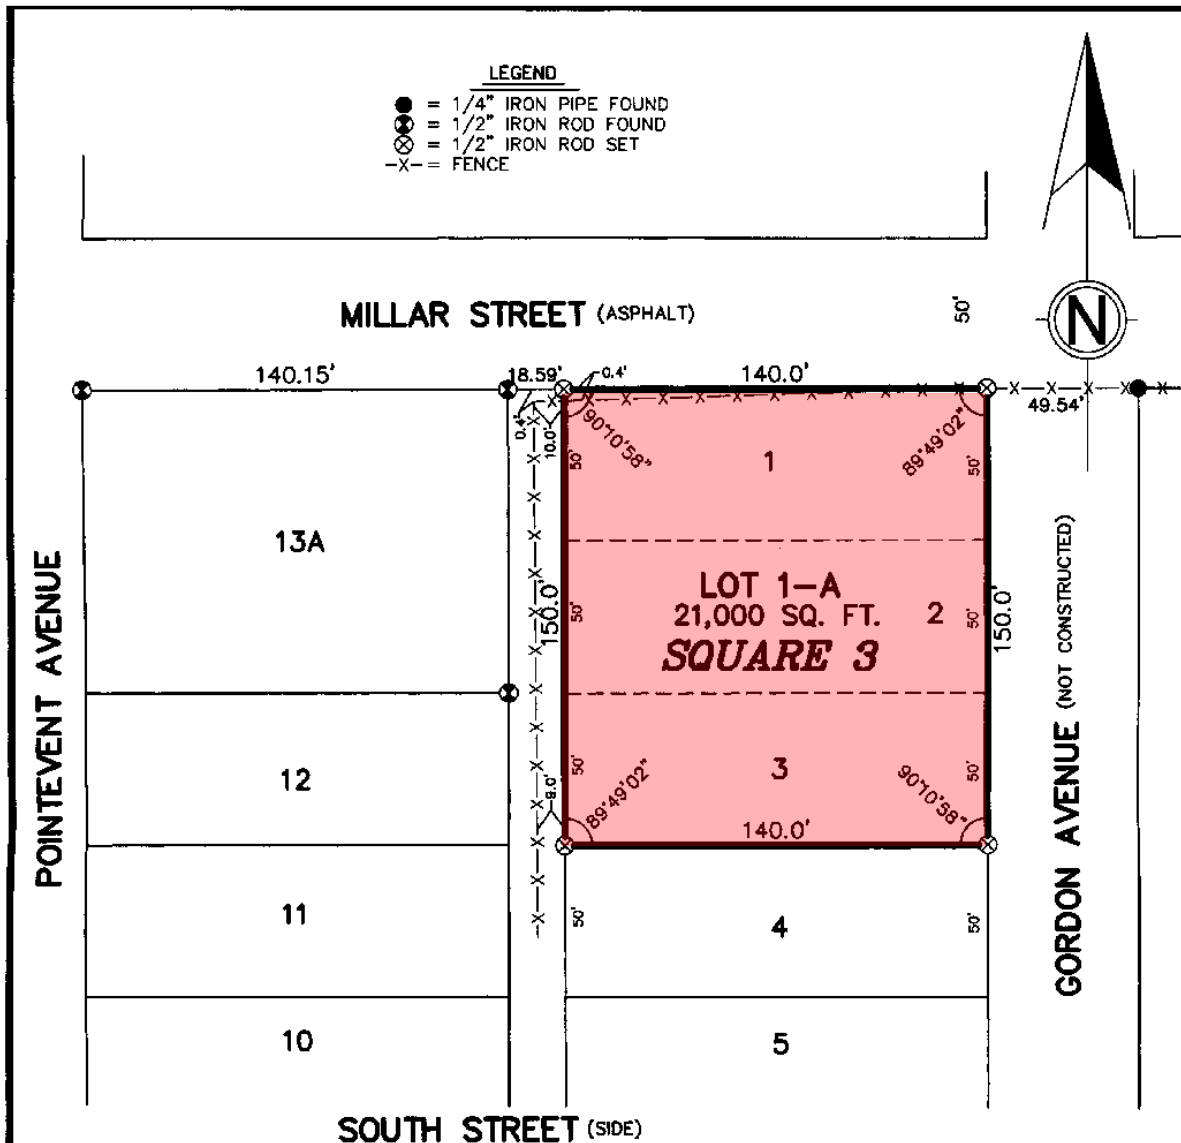 LEGEND
= 1/4" IRON PIPE FOUND
= 1/2" IRON ROD FOUND
= 1/2" IRON ROD SET
-X- = FENCE
N
MILLAR STREET (ASPHALT)
50'
140.15'
18.59'
0.4'
140.0'
49.54'
0.4'
10.0'
90°10'58"
89°49'02"
50'
1
50'
13A
POINTEVENT AVENUE
150.0'
50'
LOT 1-A
21,000 SQ. FT.
SQUARE 3
2
50'
150.0'
GORDON AVENUE (NOT CONSTRUCTED)
12
8.0'
50'
3
50'
89°49'02"
90°10'58"
140.0'
11
50'
4
50'
10
5
SOUTH STREET (SIDE)